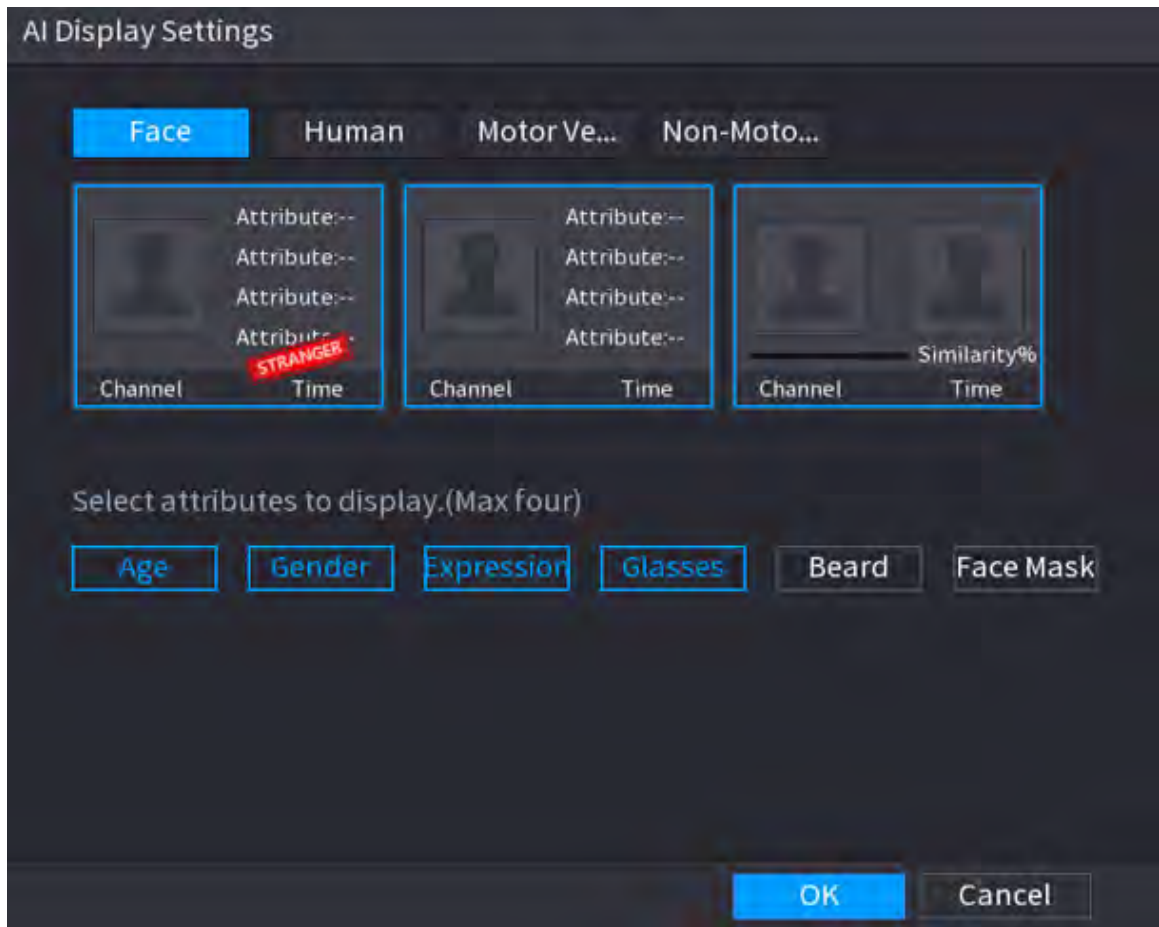 AI Display Settings
Face Human Motor Ve... Non-Moto...
Attribute:-- Attribute:--
Attribute:-- Attribute:--
Attribute:-- Attribute:--
Attribute:-- Attribute:--
STRANGER Similarity%
Channel Time Channel Time Channel Time
Select attributes to display.(Max four)
Age Gender Expression Glasses Beard Face Mask
OK Cancel